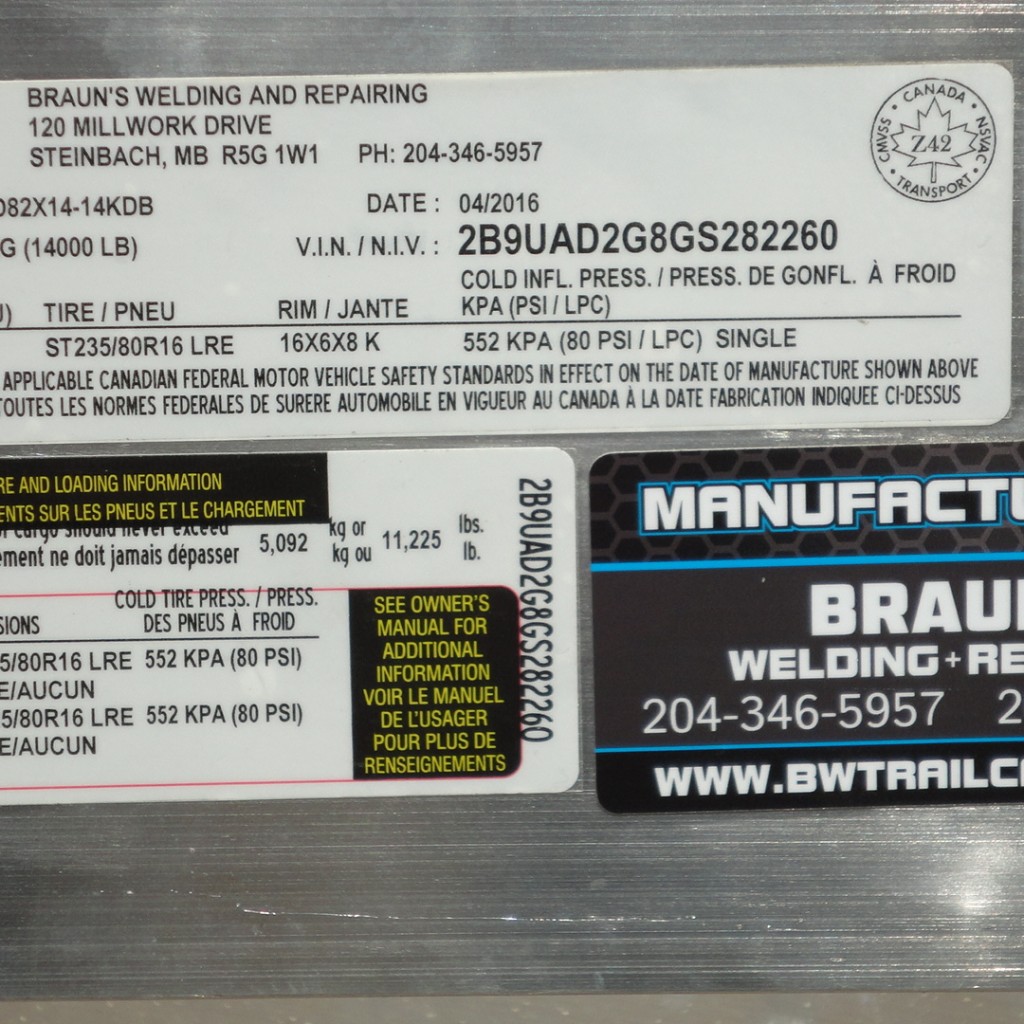 BRAUN'S WELDING AND REPAIRING
120 MILLWORK DRIVE
STEINBACH, MB R5G 1W1 PH: 204-346-5957
CANADA
CMVSS Z42 NSVAC
TRANSPORT
D82X14-14KDB DATE : 04/2016
G (14000 LB) V.I.N. / N.I.V. : 2B9UAD2G8GS282260
COLD INFL. PRESS. / PRESS. DE GONFL. À FROID
) TIRE / PNEU RIM / JANTE KPA (PSI / LPC)
ST235/80R16 LRE 16X6X8 K 552 KPA (80 PSI / LPC) SINGLE
APPLICABLE CANADIAN FEDERAL MOTOR VEHICLE SAFETY STANDARDS IN EFFECT ON THE DATE OF MANUFACTURE SHOWN ABOVE
TOUTES LES NORMES FEDERALES DE SURERE AUTOMOBILE EN VIGUEUR AU CANADA À LA DATE FABRICATION INDIQUEE CI-DESSUS
RE AND LOADING INFORMATION
ENTS SUR LES PNEUS ET LE CHARGEMENT
of cargo should never exceed kg or lbs.
ement ne doit jamais dépasser 5,092 kg ou 11,225 lb.
COLD TIRE PRESS. / PRESS.
SIONS DES PNEUS À FROID
5/80R16 LRE 552 KPA (80 PSI)
E/AUCUN
5/80R16 LRE 552 KPA (80 PSI)
E/AUCUN
SEE OWNER'S
MANUAL FOR
ADDITIONAL
INFORMATION
VOIR LE MANUEL
DE L'USAGER
POUR PLUS DE
RENSEIGNEMENTS
2B9UAD2G8GS282260
MANUFACTU
BRAU
WELDING+RE
204-346-5957 2
WWW.BWTRAILC